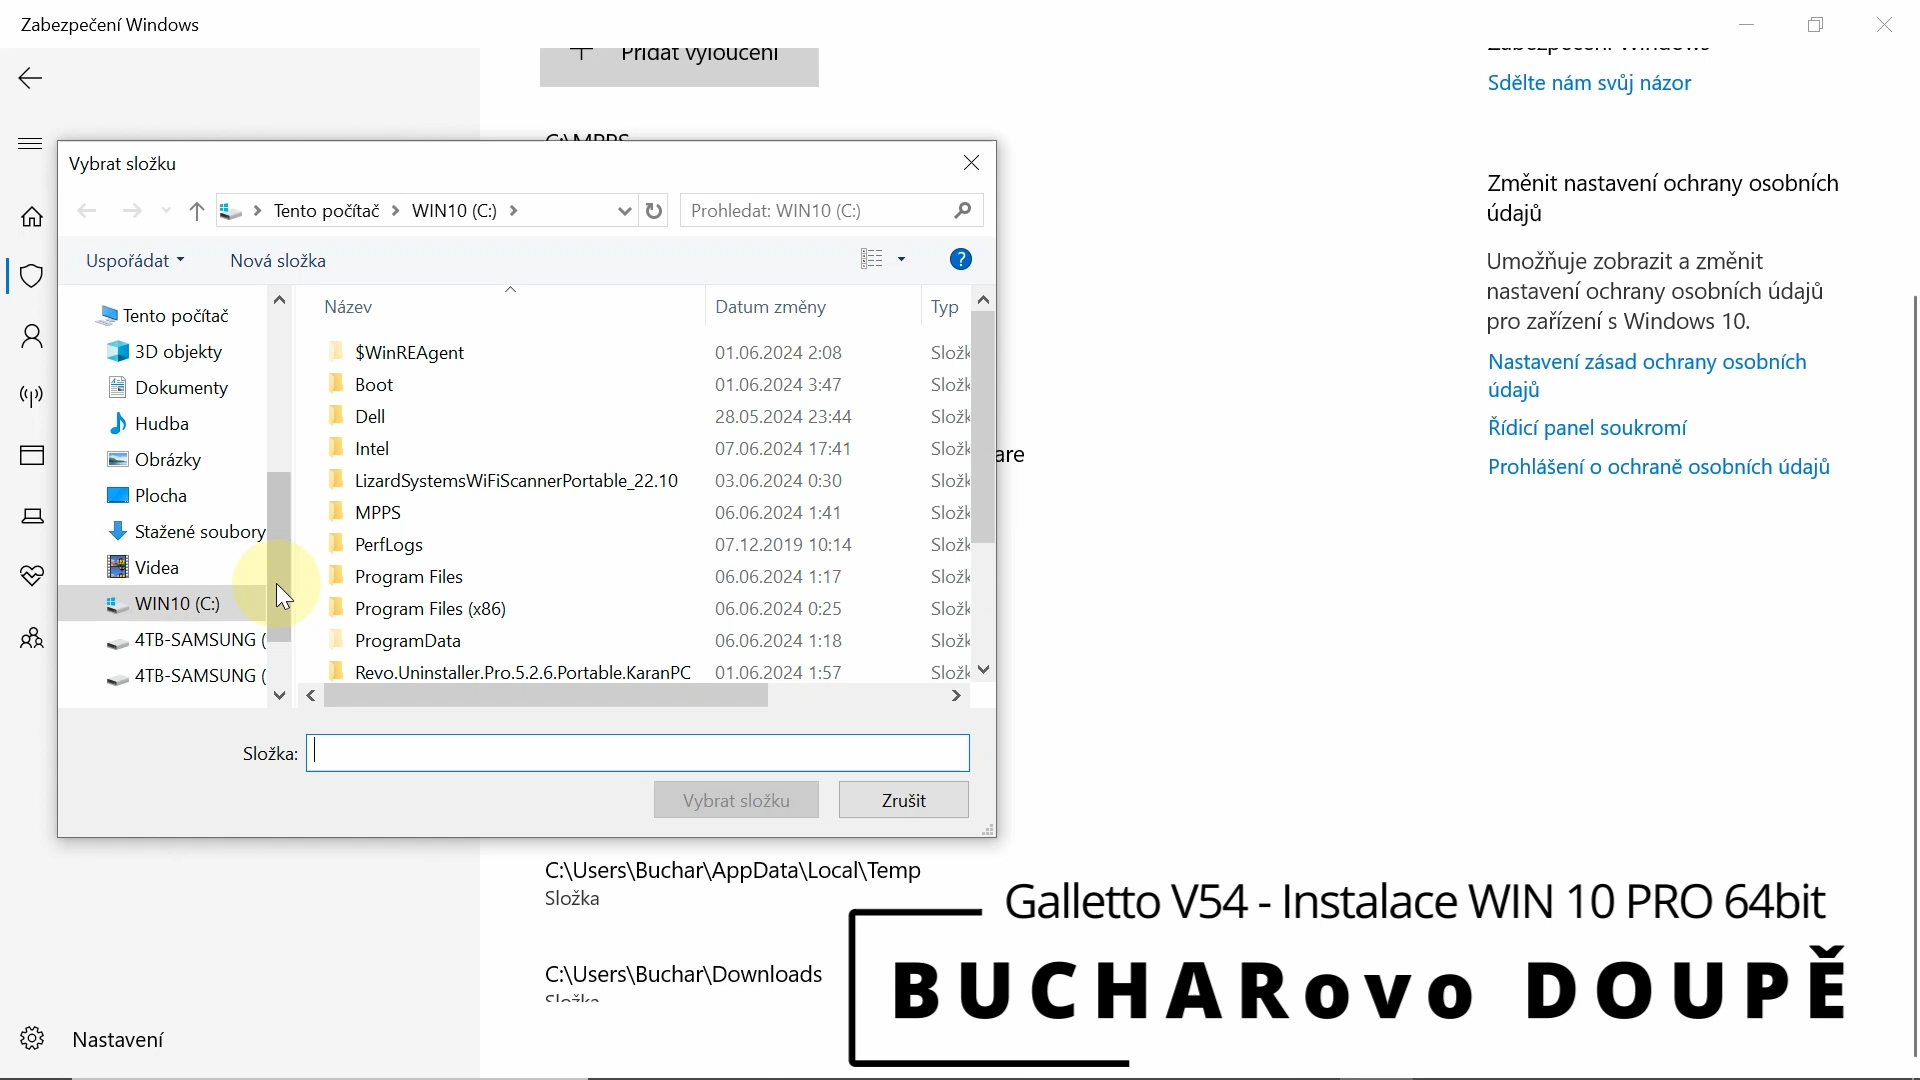 Zabezpečení Windows
Přidat vyloučení
Zabezpečení Windows
Sdělte nám svůj názor
C:\MPPS
Vybrat složku
Tento počítač
WIN10 (C:)
Prohledat: WIN10 (C:)
Uspořádat
Nová složka
?
Tento počítač
3D objekty
Dokumenty
Hudba
Obrázky
Plocha
Stažené soubory
Videa
WIN10 (C:)
4TB-SAMSUNG (
4TB-SAMSUNG (
Název Datum změny Typ
$WinREAgent 01.06.2024 2:08 Složk
Boot 01.06.2024 3:47 Složk
Dell 28.05.2024 23:44 Složk
Intel 07.06.2024 17:41 Složk
LizardSystemsWiFiScannerPortable_22.10 03.06.2024 0:30 Složk
MPPS 06.06.2024 1:41 Složk
PerfLogs 07.12.2019 10:14 Složk
Program Files 06.06.2024 1:17 Složk
Program Files (x86) 06.06.2024 0:25 Složk
ProgramData 06.06.2024 1:18 Složk
Revo.Uninstaller.Pro.5.2.6.Portable.KaranPC 01.06.2024 1:57 Složk
Složka:
Vybrat složku
Zrušit
are
Změnit nastavení ochrany osobních
údajů
Umožňuje zobrazit a změnit
nastavení ochrany osobních údajů
pro zařízení s Windows 10.
Nastavení zásad ochrany osobních
údajů
Řídicí panel soukromí
Prohlášení o ochraně osobních údajů
C:\Users\Buchar\AppData\Local\Temp
Složka
C:\Users\Buchar\Downloads
Složka
Nastavení
Galletto V54 - Instalace WIN 10 PRO 64bit
BUCHARovo DOUPĚ